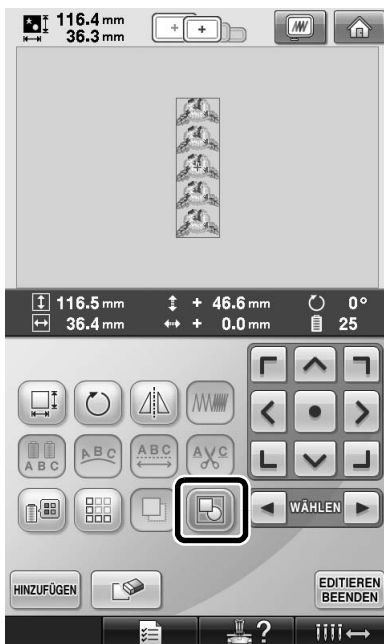 116.4 mm
36.3 mm
116.5 mm + 46.6 mm 0°
36.4 mm + 0.0 mm 25
A B C A B C A B C A C
WÄHLEN
HINZUFÜGEN
EDITIEREN
BEENDEN
?